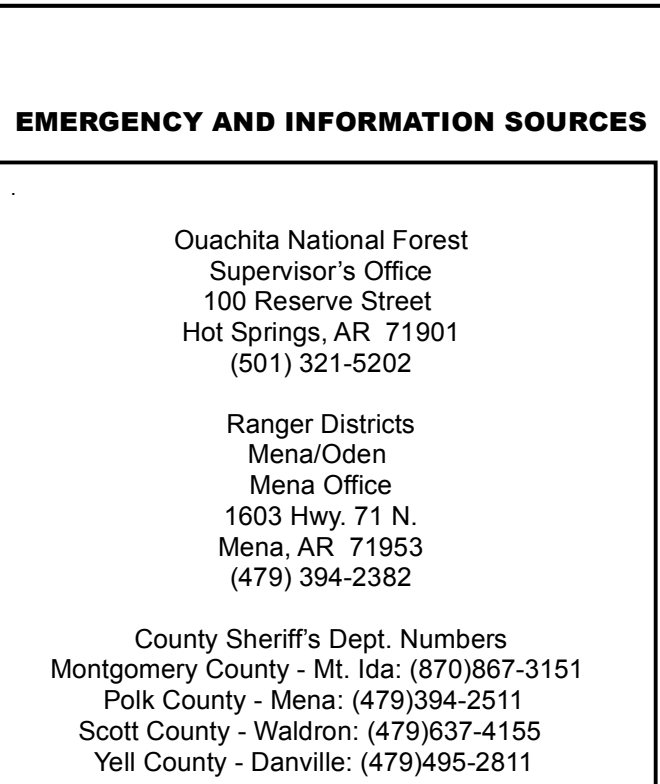 EMERGENCY AND INFORMATION SOURCES
.
Ouachita National Forest
Supervisor’s Office
100 Reserve Street
Hot Springs, AR  71901
(501) 321-5202
Ranger Districts
Mena/Oden
Mena Office
1603 Hwy. 71 N.
Mena, AR  71953
(479) 394-2382
County Sheriff’s Dept. Numbers
Montgomery County - Mt. Ida: (870)867-3151
Polk County - Mena: (479)394-2511
Scott County - Waldron: (479)637-4155
Yell County - Danville: (479)495-2811